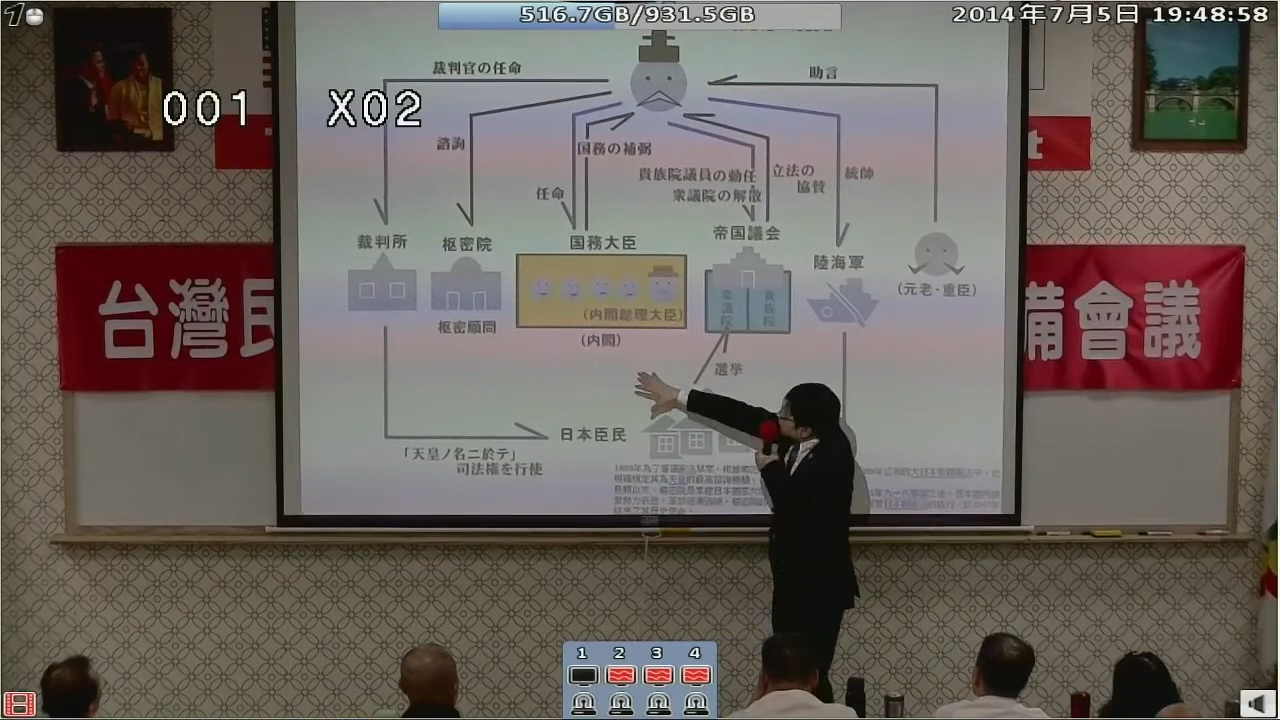 516.7GB/931.5GB
2014年7月5日 19:48:58
001 X02
裁判官の任命
助言
諮詢
国務の補弼
任命
貴族院議員の勅任
衆議院の解散
立法の
協賛
統帥
裁判所
枢密院
国務大臣
帝国議会
陸海軍
(元老・重臣)
衆議院
貴族院
(内閣総理大臣)
枢密顧問
(内閣)
台灣民
備會議
t
選挙
日本臣民
「天皇ノ名ニ於テ」
司法権を行使
1 2 3 4